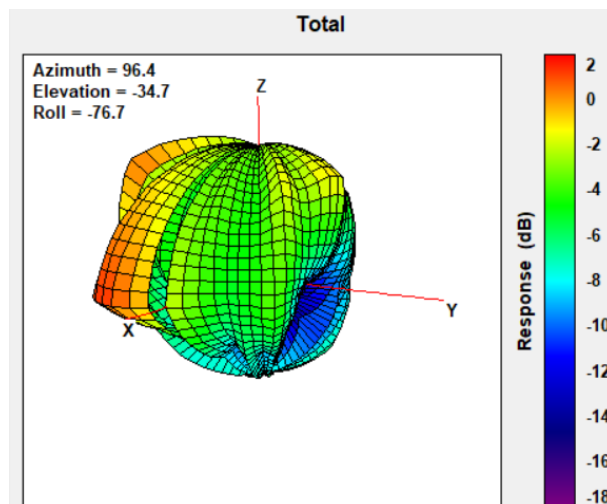 Total
Azimuth = 96.4
Elevation = -34.7
Roll = -76.7
Z
Y
X
2
0
-2
-4
-6
-8
-10
-12
-14
-16
-18
Response (dB)